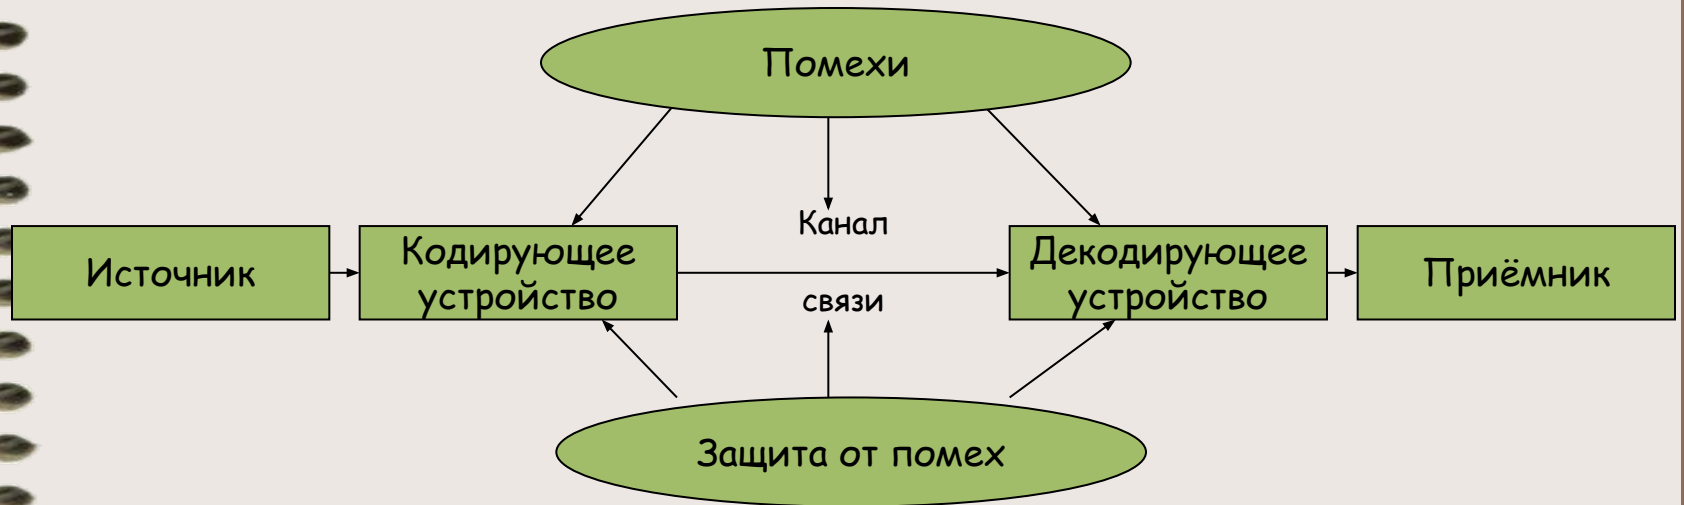 Помехи
Канал
Источник
Кодирующее
устройство
связи
Декодирующее
устройство
Приёмник
Защита от помех